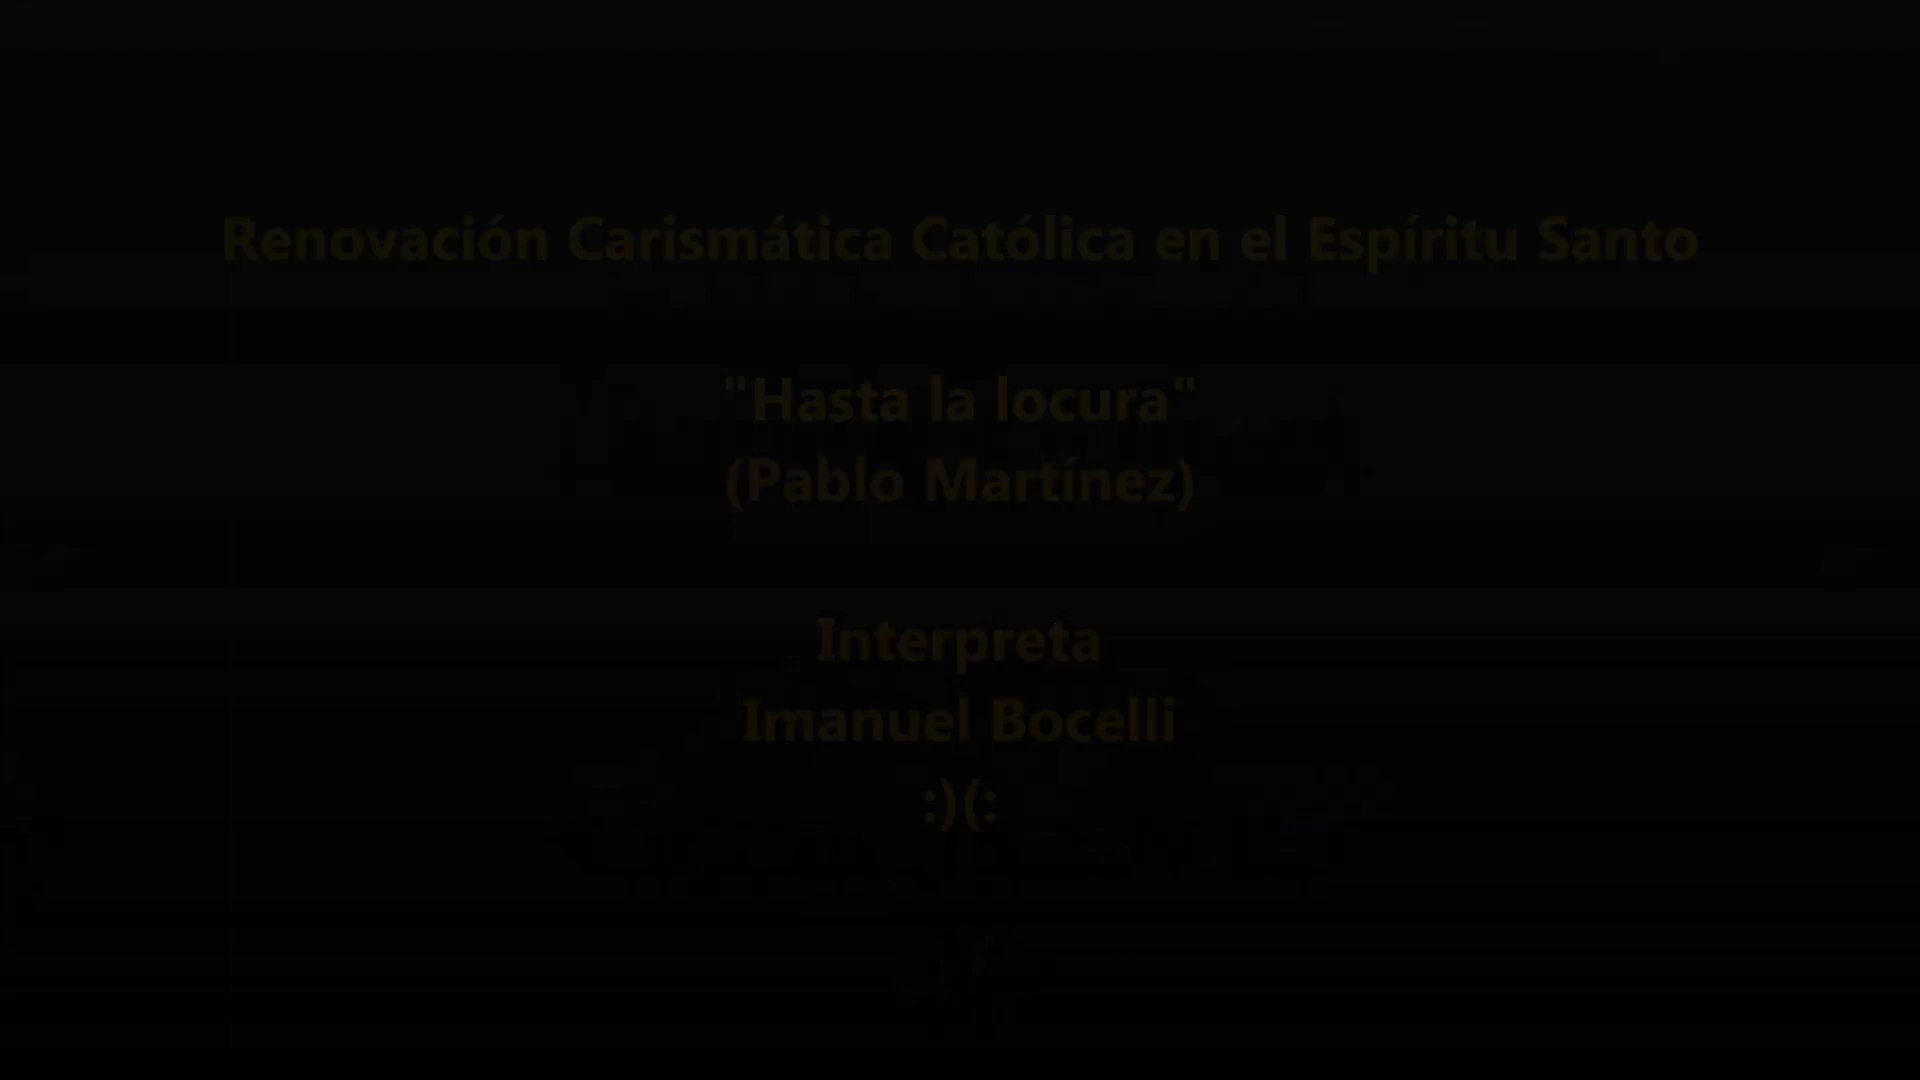 Renovación Carismática Católica en el Espíritu Santo
"Hasta la locura"
(Pablo Martínez)
Interpreta
Imanuel Bocelli
:)(: